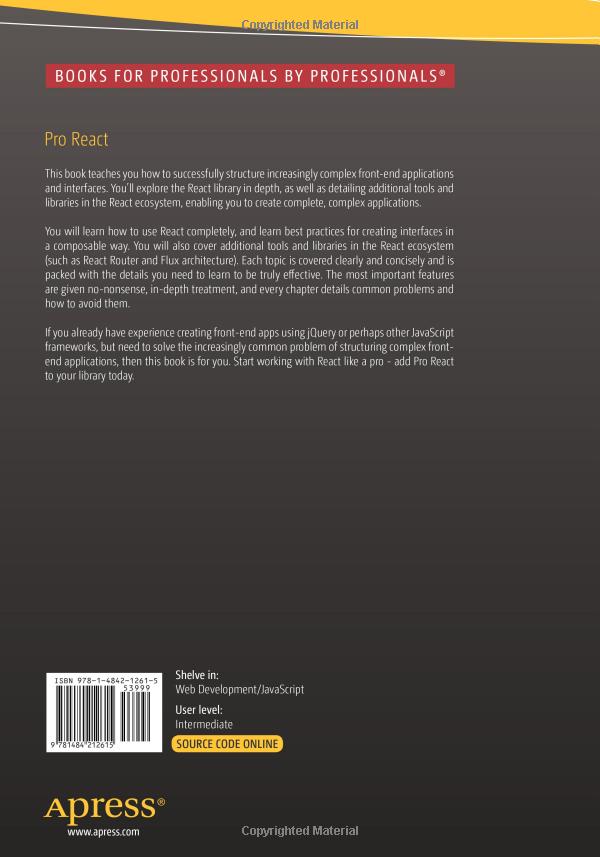 Copyrighted Material
BOOKS FOR PROFESSIONALS BY PROFESSIONALS®
Pro React
This book teaches you how to successfully structure increasingly complex front-end applications
and interfaces. You'll explore the React library in depth, as well as detailing additional tools and
libraries in the React ecosystem, enabling you to create complete, complex applications.
You will learn how to use React completely, and learn best practices for creating interfaces in
a composable way. You will also cover additional tools and libraries in the React ecosystem
(such as React Router and Flux architecture). Each topic is covered clearly and concisely and is
packed with the details you need to learn to be truly effective. The most important features
are given no-nonsense, in-depth treatment, and every chapter details common problems and
how to avoid them.
If you already have experience creating front-end apps using jQuery or perhaps other JavaScript
frameworks, but need to solve the increasingly common problem of structuring complex front-
end applications, then this book is for you. Start working with React like a pro - add Pro React
to your library today.
ISBN 978-1-4842-1261-5
53999
9 781484 212615
Shelve in:
Web Development/JavaScript
User level:
Intermediate
SOURCE CODE ONLINE
Apress®
www.apress.com
Copyrighted Material